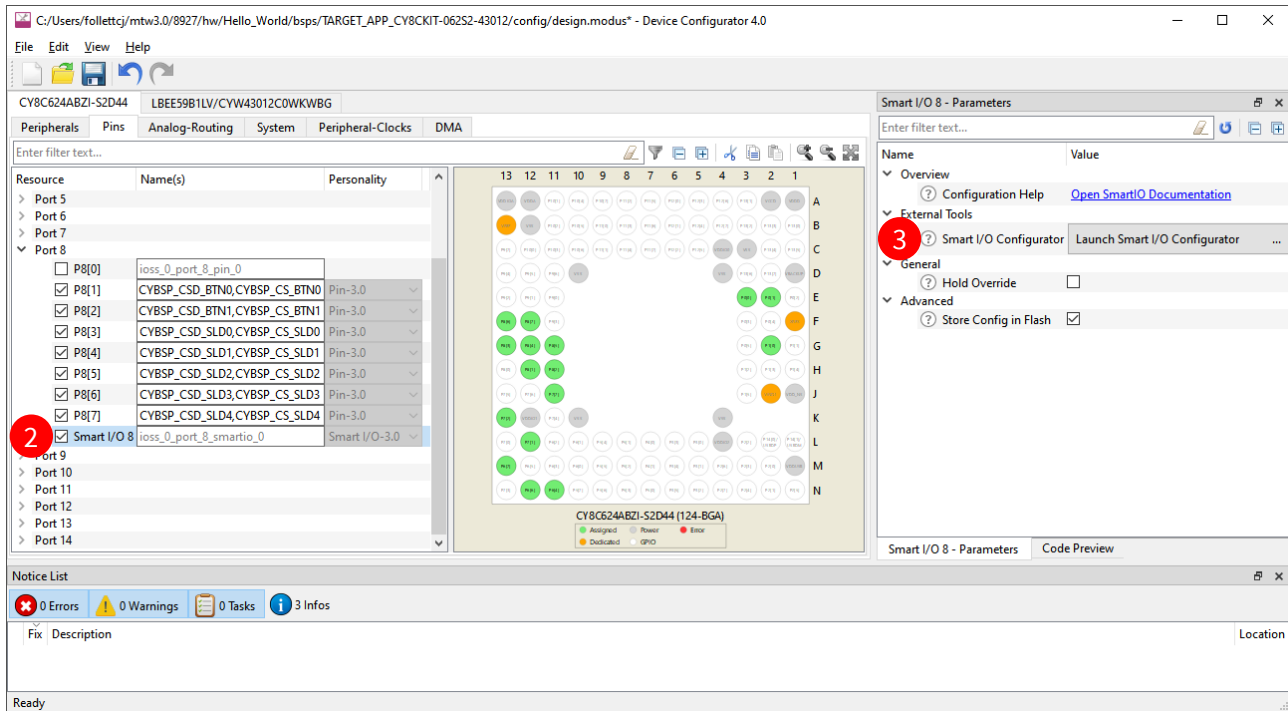 C:/Users/follettcj/mtw3.0/8927/hw/Hello_World/bsps/TARGET_APP_CY8CKIT-062S2-43012/config/design.modus* - Device Configurator 4.0
File Edit View Help
CY8C624ABZI-S2D44 LBEE59B1LV/CYW43012C0WKWBG
Peripherals Pins Analog-Routing System Peripheral-Clocks DMA
Enter filter text...
Resource Name(s) Personality
Port 5
Port 6
Port 7
Port 8
P8[0] ioss_0_port_8_pin_0
P8[1] CYBSP_CSD_BTN0,CYBSP_CS_BTN0 Pin-3.0
P8[2] CYBSP_CSD_BTN1,CYBSP_CS_BTN1 Pin-3.0
P8[3] CYBSP_CSD_SLD0,CYBSP_CS_SLD0 Pin-3.0
P8[4] CYBSP_CSD_SLD1,CYBSP_CS_SLD1 Pin-3.0
P8[5] CYBSP_CSD_SLD2,CYBSP_CS_SLD2 Pin-3.0
P8[6] CYBSP_CSD_SLD3,CYBSP_CS_SLD3 Pin-3.0
P8[7] CYBSP_CSD_SLD4,CYBSP_CS_SLD4 Pin-3.0
2 Smart I/O 8 ioss_0_port_8_smartio_0 Smart I/O-3.0
Port 9
Port 10
Port 11
Port 12
Port 13
Port 14
13 12 11 10 9 8 7 6 5 4 3 2 1
A
B
C
D
E
F
G
H
J
K
L
M
N
CY8C624ABZI-S2D44 (124-BGA)
Assigned Power Error
Dedicated GPIO
Smart I/O 8 - Parameters
Enter filter text...
Name Value
Overview
Configuration Help Open SmartIO Documentation
External Tools
3 Smart I/O Configurator Launch Smart I/O Configurator ...
General
Hold Override
Advanced
Store Config in Flash
Smart I/O 8 - Parameters Code Preview
Notice List
0 Errors 0 Warnings 0 Tasks 3 Infos
Fix Description Location
Ready